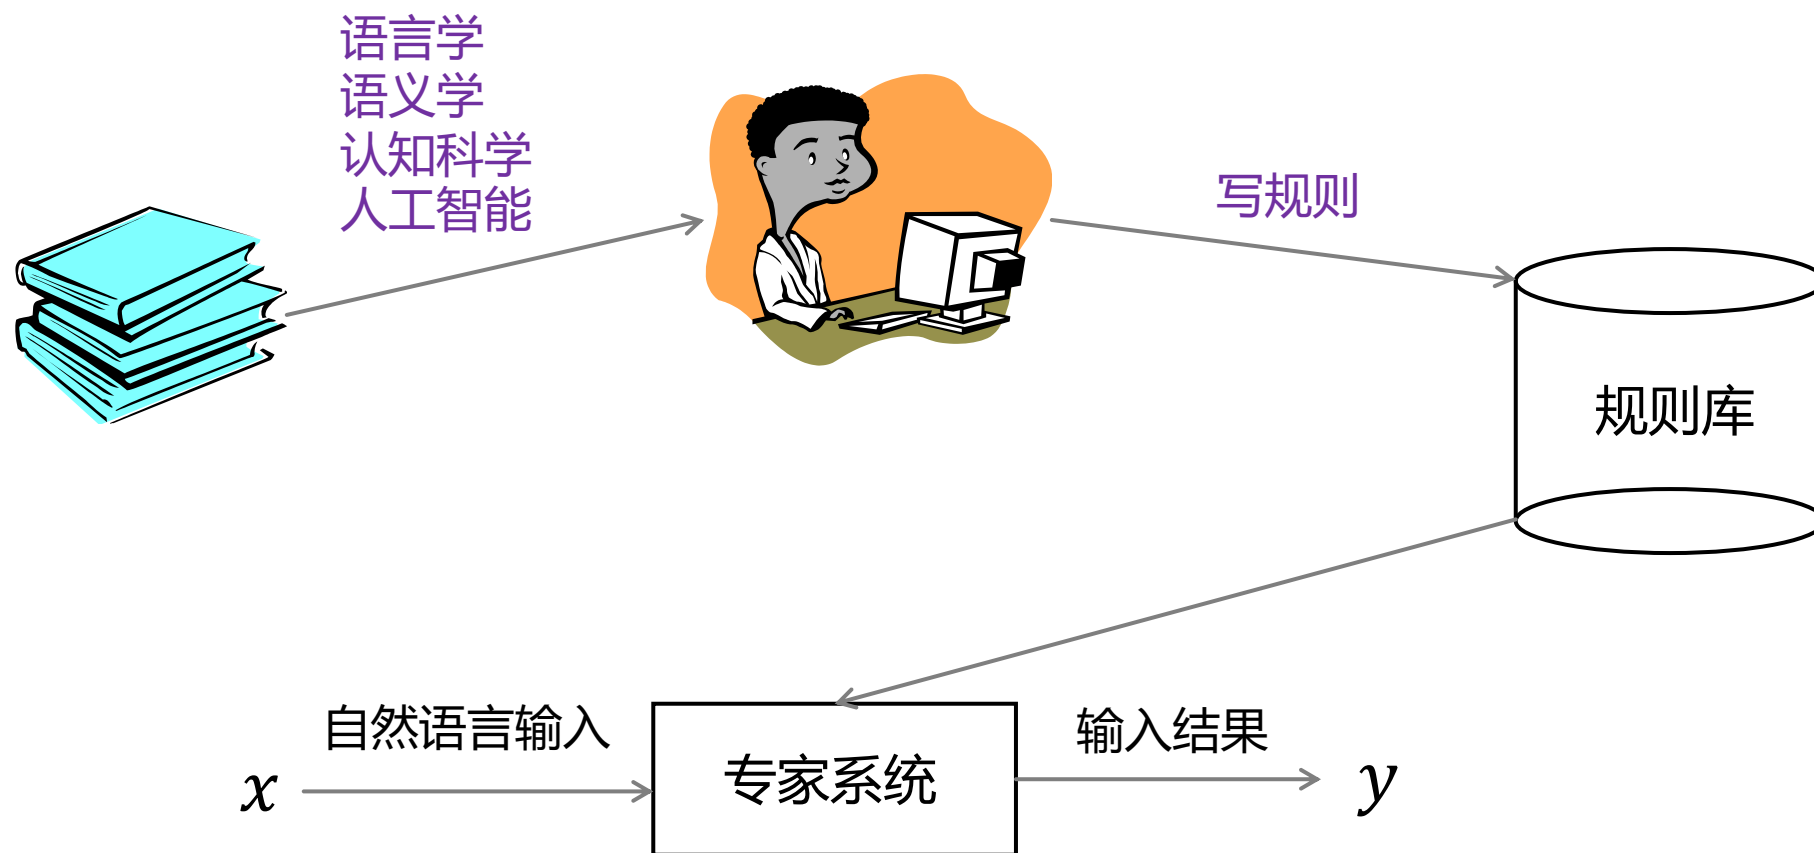 语言学
语义学
认知科学
人工智能
写规则
规则库
自然语言输入
输入结果
x
专家系统
y